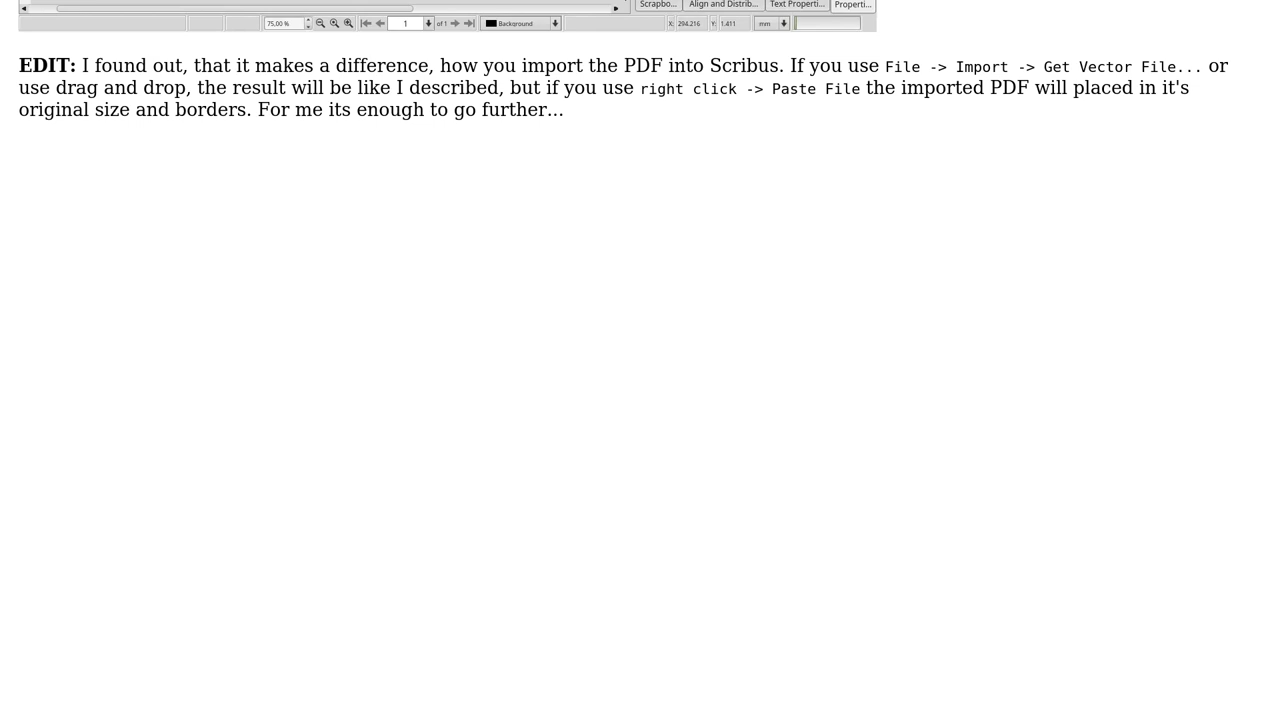 Scrapbo... Align and Distrib... Text Properti... Properti...
75,00 % 1 of 1 Background X: 294.216 Y: 1.411 mm
EDIT: I found out, that it makes a difference, how you import the PDF into Scribus. If you use File -> Import -> Get Vector File... or
use drag and drop, the result will be like I described, but if you use right click -> Paste File the imported PDF will placed in it's
original size and borders. For me its enough to go further...